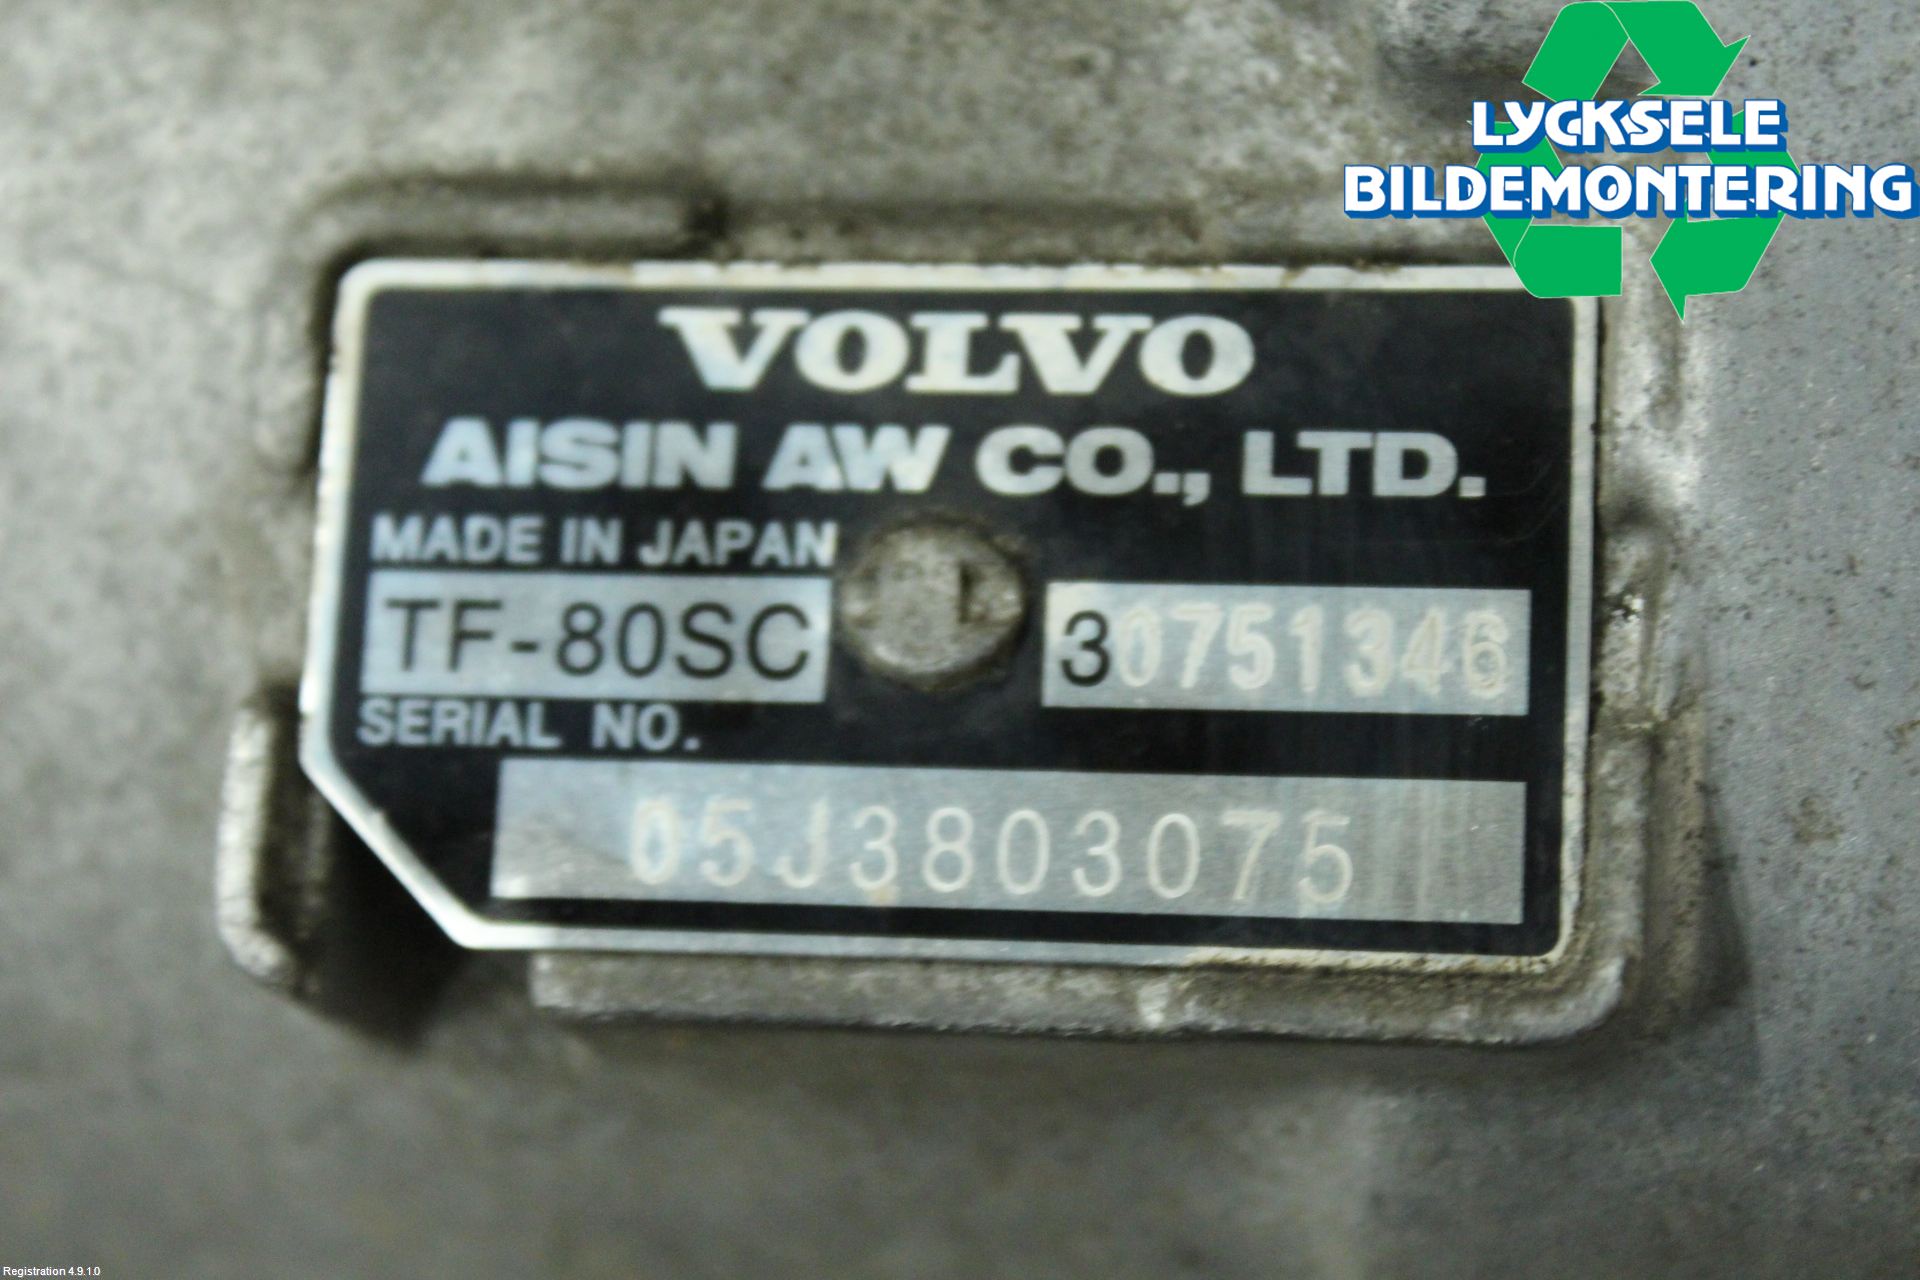 LYCKSELE
BILDEMONTERING
VOLVO
AISIN AW CO., LTD.
MADE IN JAPAN
TF-80SC 30751346
SERIAL NO.
05J3803075
Registration 4.9.1.0